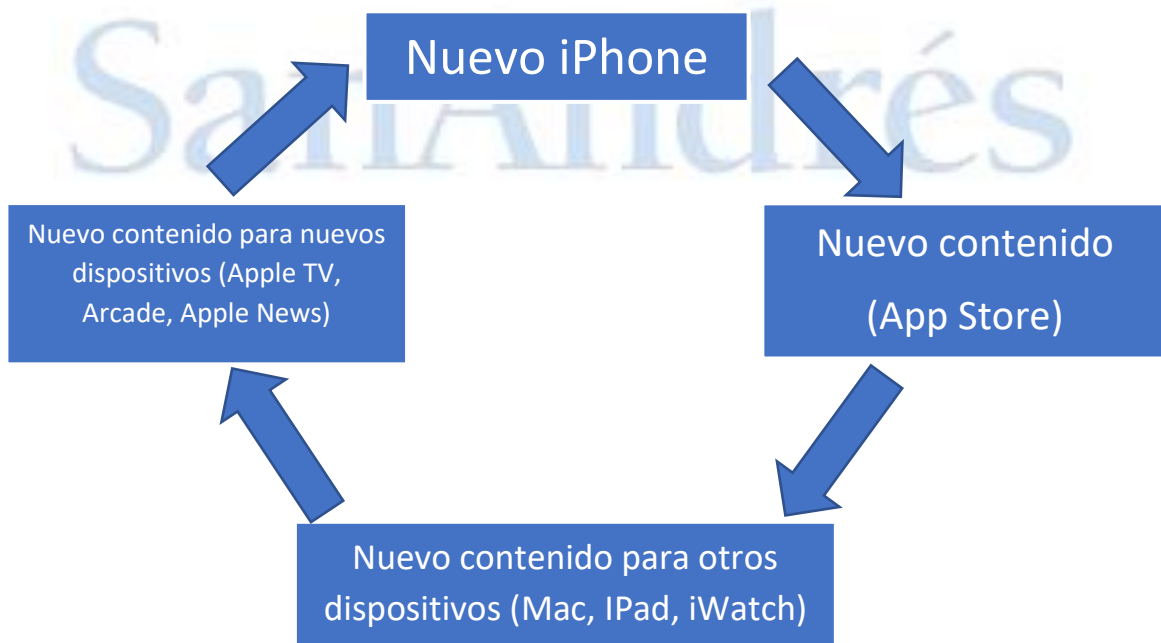 SanAndrés
Nuevo iPhone
Nuevo contenido
(App Store)
Nuevo contenido para otros
dispositivos (Mac, IPad, iWatch)
Nuevo contenido para nuevos
dispositivos (Apple TV,
Arcade, Apple News)